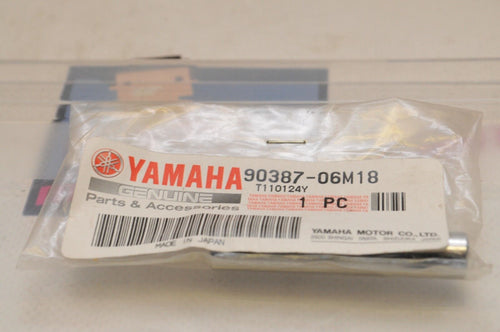 YAMAHA 90387-06M18
GENUINE T110124Y
Parts & Accessories 1 PC
MADE IN JAPAN
YAMAHA MOTOR CO.,LTD.